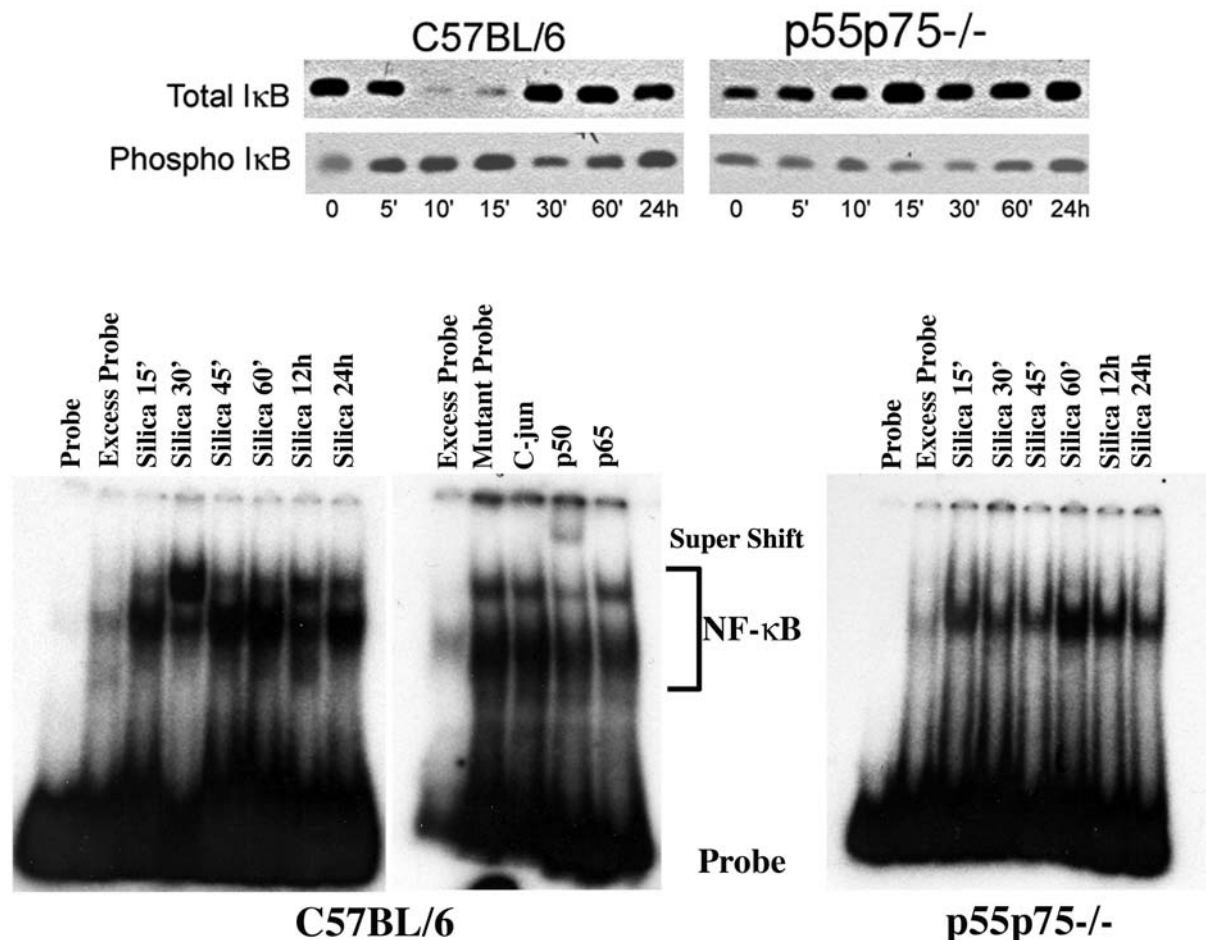 C57BL/6 p55p75-/-
Total IκB
Phospho IκB
0 5' 10' 15' 30' 60' 24h 0 5' 10' 15' 30' 60' 24h
Probe
Excess Probe
Silica 15’
Silica 30’
Silica 45’
Silica 60’
Silica 12h
Silica 24h
Excess Probe
Mutant Probe
C-jun
p50
p65
Probe
Excess Probe
Silica 15’
Silica 30’
Silica 45’
Silica 60’
Silica 12h
Silica 24h
Super Shift
NF-κB
Probe
C57BL/6 p55p75-/-